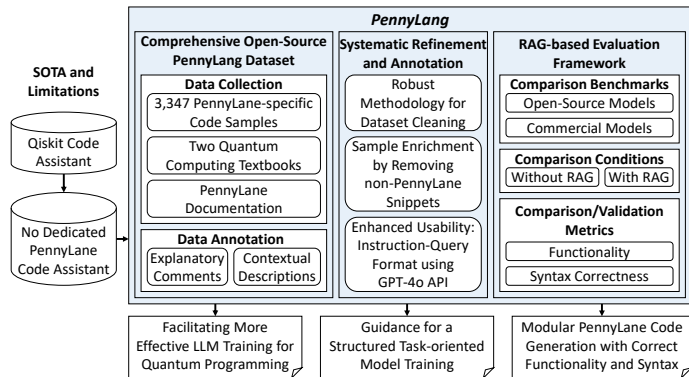 PennyLang
SOTA and
Limitations
Qiskit Code
Assistant
No Dedicated
PennyLane
Code Assistant
Comprehensive Open-Source
PennyLang Dataset
Data Collection
3,347 PennyLane-specific
Code Samples
Two Quantum
Computing Textbooks
PennyLane
Documentation
Data Annotation
Explanatory
Comments
Contextual
Descriptions
Systematic Refinement
and Annotation
Robust
Methodology for
Dataset Cleaning
Sample Enrichment
by Removing
non-PennyLane
Snippets
Enhanced Usability:
Instruction-Query
Format using
GPT-4o API
RAG-based Evaluation
Framework
Comparison Benchmarks
Open-Source Models
Commercial Models
Comparison Conditions
Without RAG
With RAG
Comparison/Validation
Metrics
Functionality
Syntax Correctness
Facilitating More
Effective LLM Training for
Quantum Programming
Guidance for a
Structured Task-oriented
Model Training
Modular PennyLane Code
Generation with Correct
Functionality and Syntax